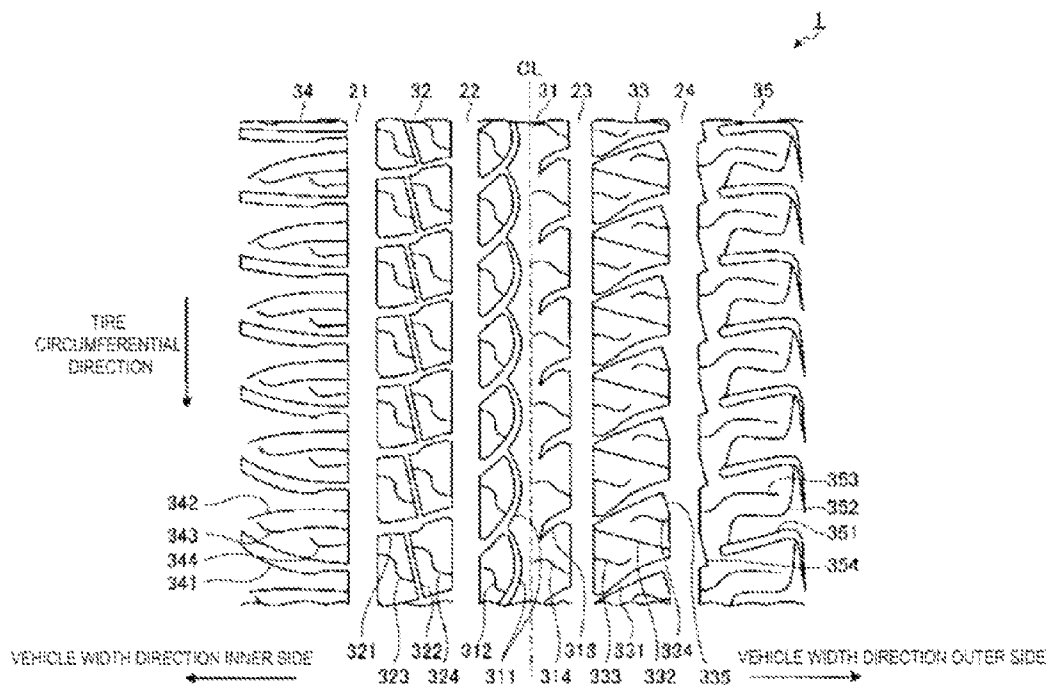 1
CL
34 21 32 22 31 23 33 24 35
TIRE
CIRCUMFERENTIAL
DIRECTION
342
343
344
341
353
352
351
354
321 322 312 313 331 334
323 324 311 314 333 332 335
VEHICLE WIDTH DIRECTION INNER SIDE
VEHICLE WIDTH DIRECTION OUTER SIDE